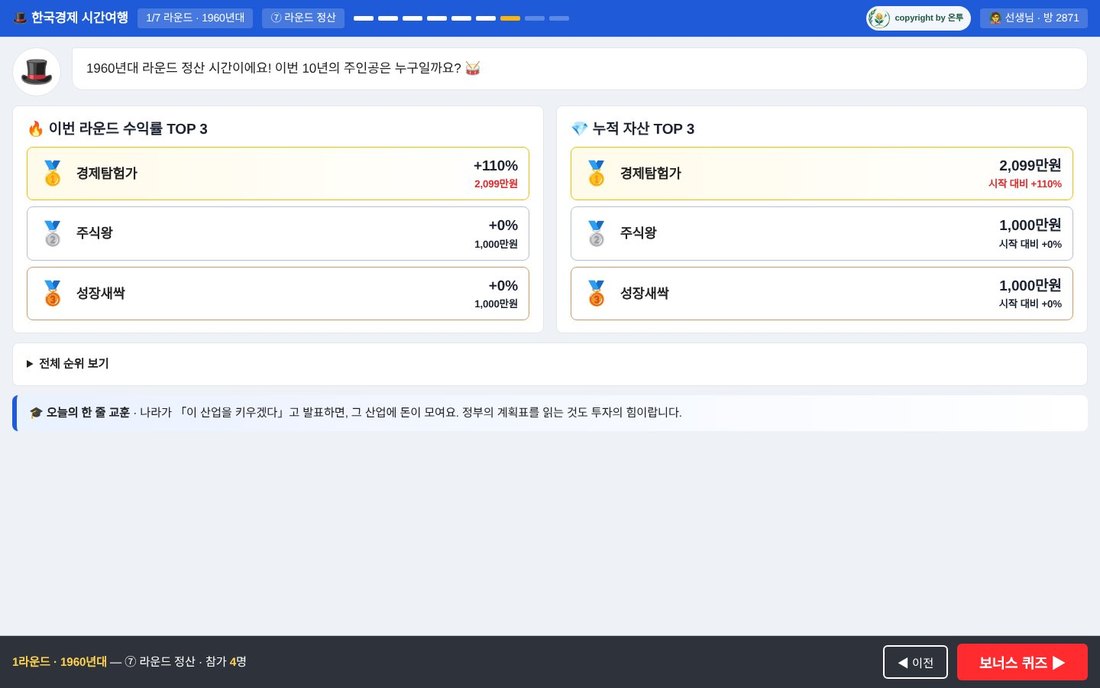 한국경제 시간여행
1/7 라운드 · 1960년대
⑦ 라운드 정산
copyright by 온투
선생님 · 방 2871
1960년대 라운드 정산 시간이에요! 이번 10년의 주인공은 누구일까요?
이번 라운드 수익률 TOP 3
1
경제탐험가
+110%
2,099만원
2
주식왕
+0%
1,000만원
3
성장새싹
+0%
1,000만원
누적 자산 TOP 3
1
경제탐험가
2,099만원
시작 대비 +110%
2
주식왕
1,000만원
시작 대비 +0%
3
성장새싹
1,000만원
시작 대비 +0%
▶ 전체 순위 보기
오늘의 한 줄 교훈 · 나라가 「이 산업을 키우겠다」고 발표하면, 그 산업에 돈이 모여요. 정부의 계획표를 읽는 것도 투자의 힘이랍니다.
1라운드 · 1960년대 — ⑦ 라운드 정산 · 참가 4명
◀ 이전
보너스 퀴즈 ▶